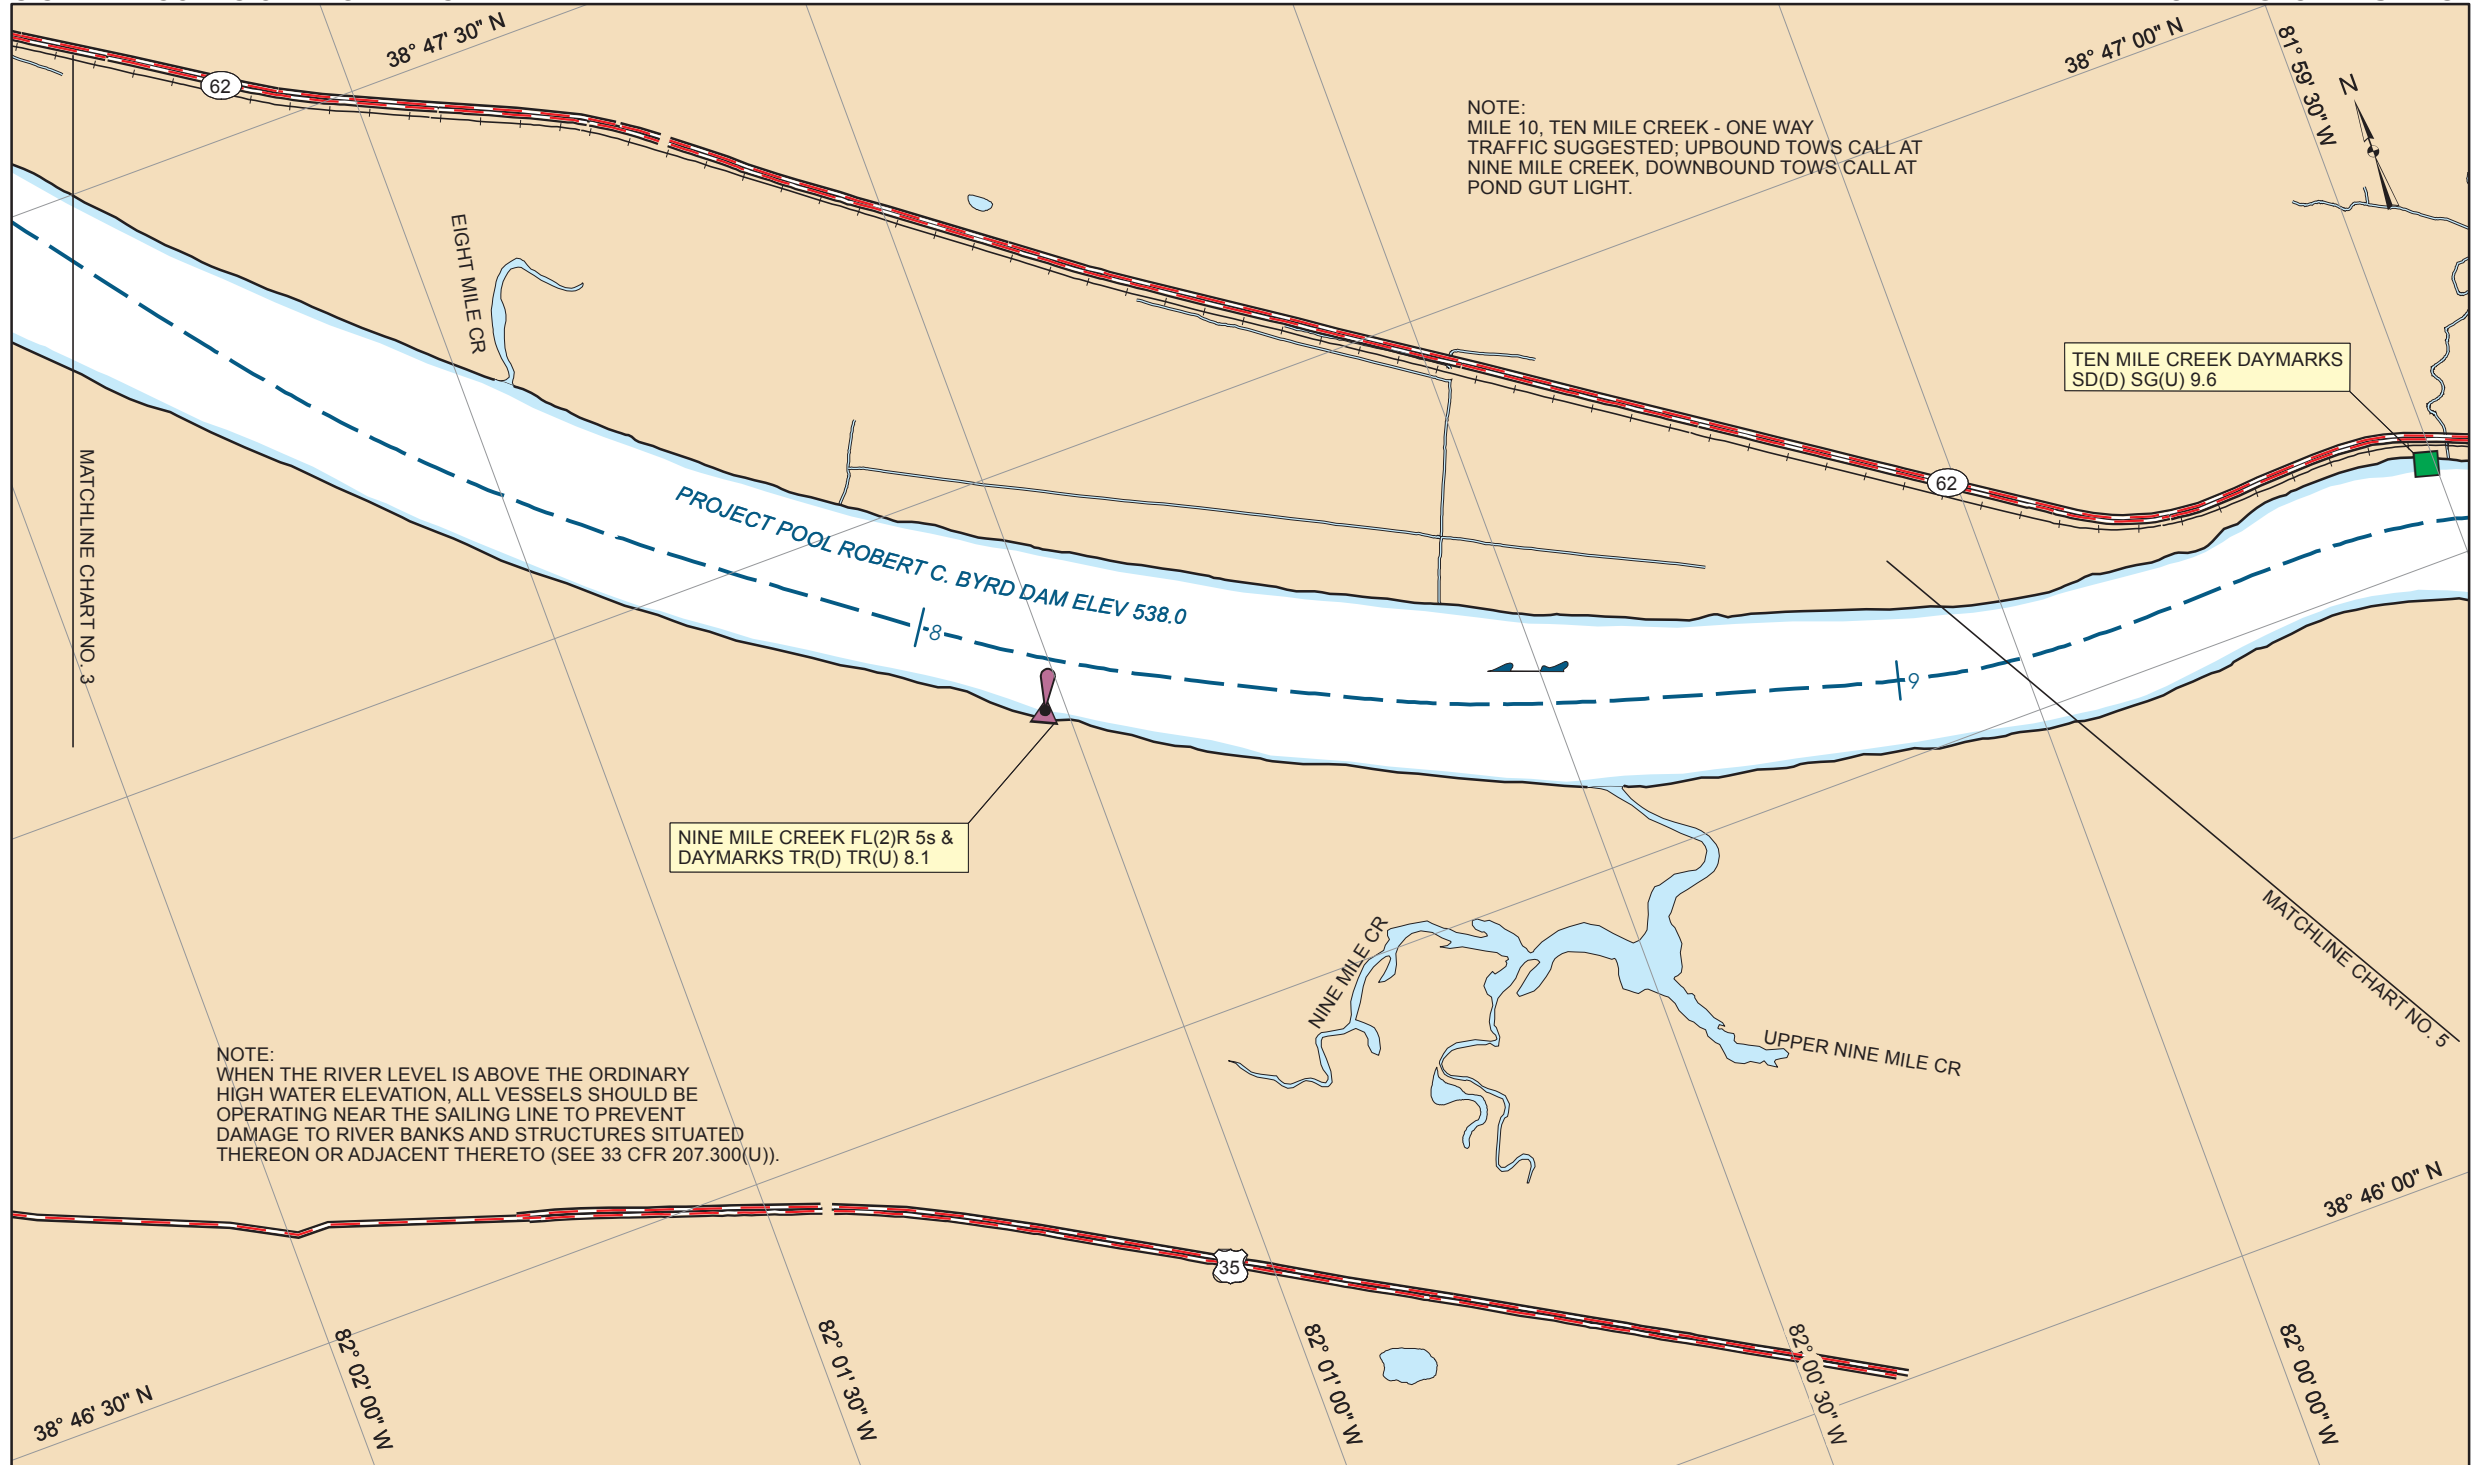 38° 47' 30" N
38° 47' 00" N
81° 59' 30" W
N
62
NOTE:
MILE 10, TEN MILE CREEK - ONE WAY
TRAFFIC SUGGESTED; UPBOUND TOWS CALL AT
NINE MILE CREEK, DOWNBOUND TOWS CALL AT
POND GUT LIGHT.
EIGHT MILE CR
TEN MILE CREEK DAYMARKS
SD(D) SG(U) 9.6
MATCHLINE CHART NO. 3
62
PROJECT POOL ROBERT C. BYRD DAM ELEV 538.0
8
9
NINE MILE CREEK FL(2)R 5s &
DAYMARKS TR(D) TR(U) 8.1
NINE MILE CR
UPPER NINE MILE CR
MATCHLINE CHART NO. 5
NOTE:
WHEN THE RIVER LEVEL IS ABOVE THE ORDINARY
HIGH WATER ELEVATION, ALL VESSELS SHOULD BE
OPERATING NEAR THE SAILING LINE TO PREVENT
DAMAGE TO RIVER BANKS AND STRUCTURES SITUATED
THEREON OR ADJACENT THERETO (SEE 33 CFR 207.300(U)).
38° 46' 00" N
35
38° 46' 30" N
82° 02' 00" W
82° 01' 30" W
82° 01' 00" W
82° 00' 30" W
82° 00' 00" W